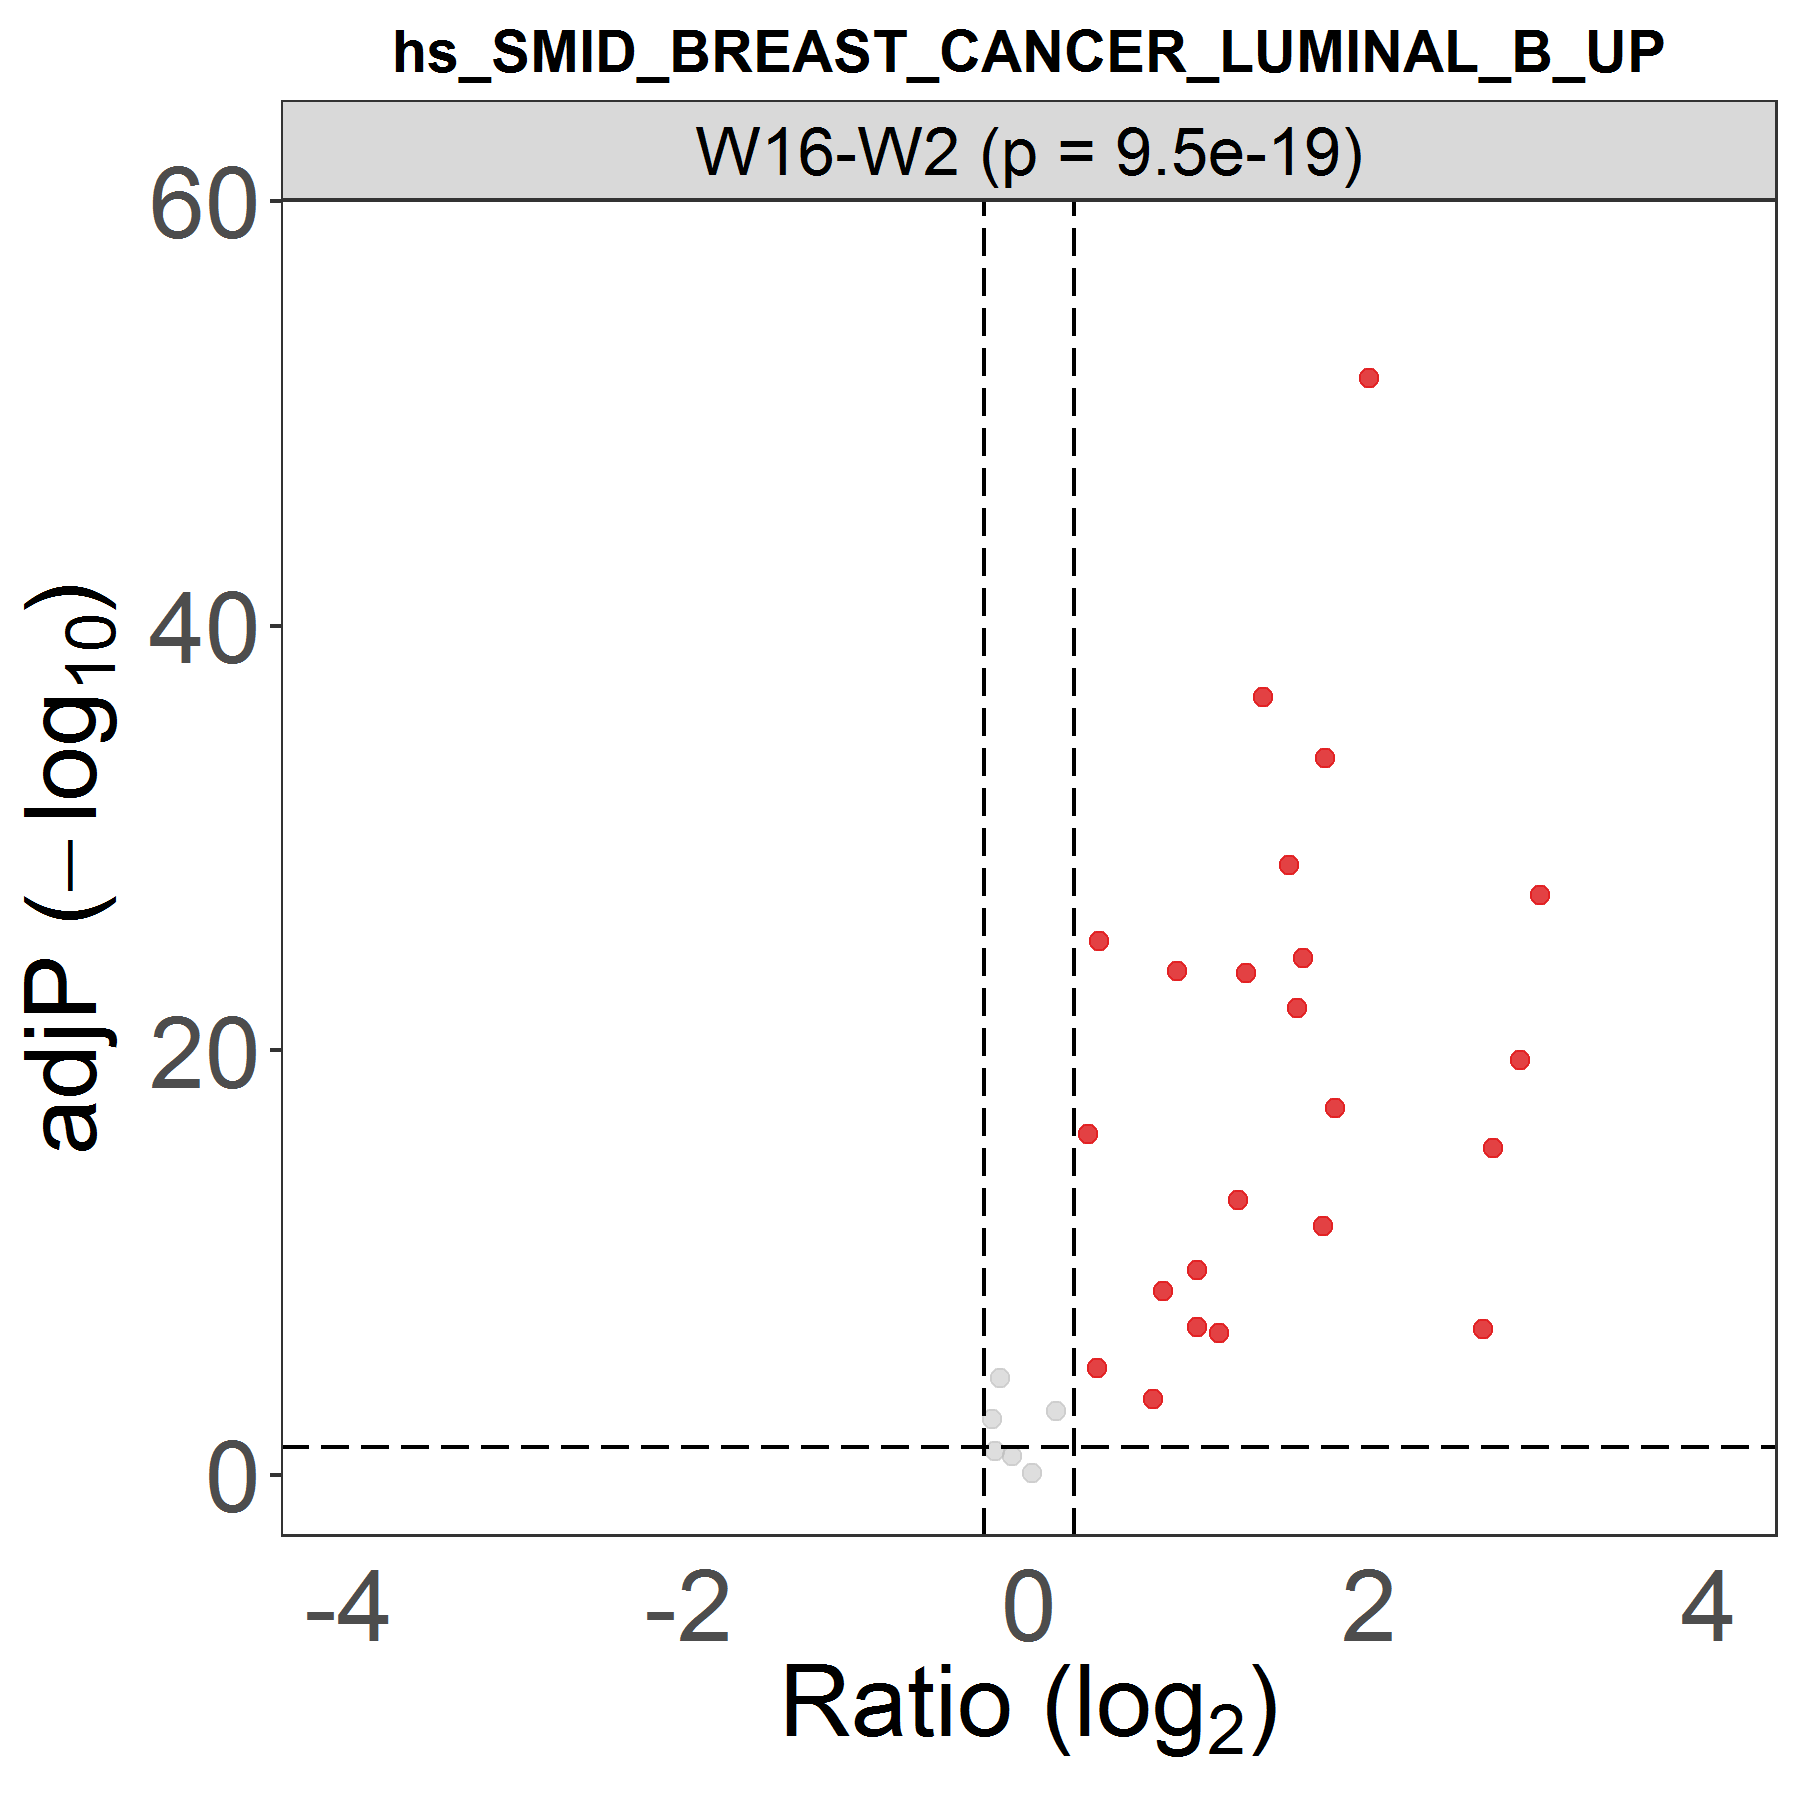 hs_SMID_BREAST_CANCER_LUMINAL_B_UP
W16-W2 (p = 9.5e-19)
60
40
20
0
adjP (−log10)
-4 -2 0 2 4
Ratio (log2)